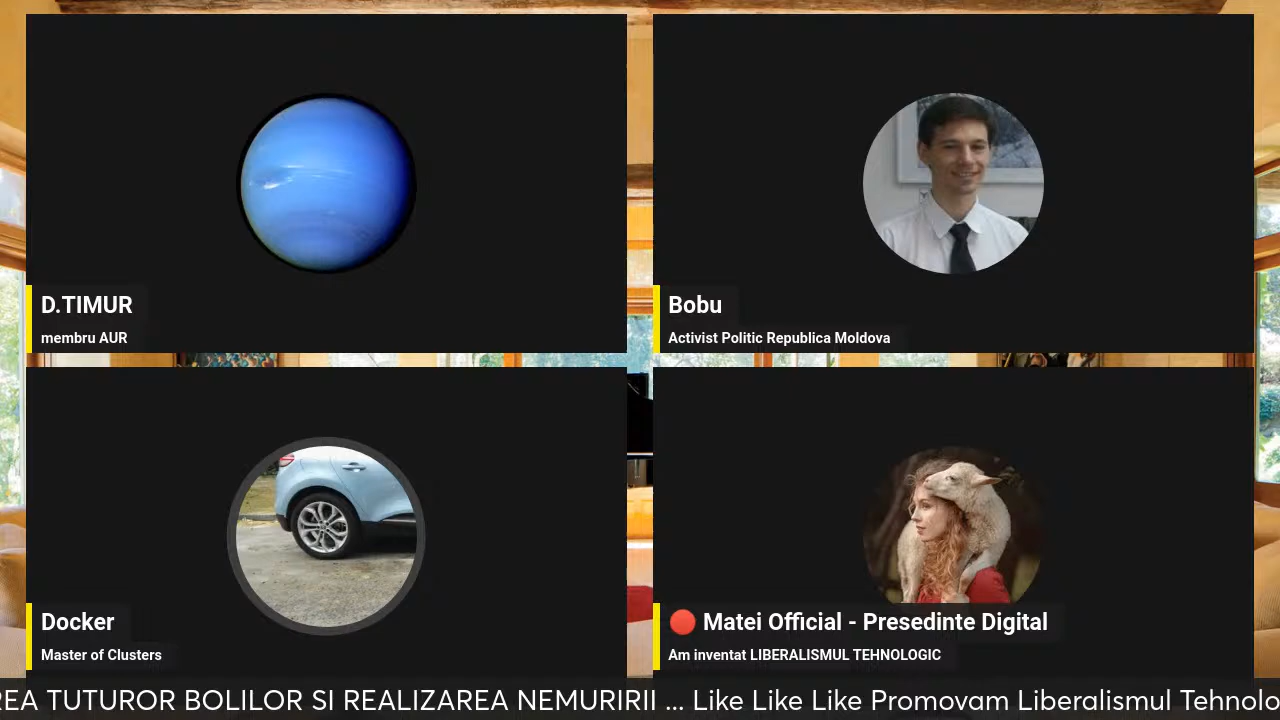 D.TIMUR
membru AUR
Bobu
Activist Politic Republica Moldova
Docker
Master of Clusters
Matei Official - Presedinte Digital
Am inventat LIBERALISMUL TEHNOLOGIC
REA TUTUROR BOLILOR SI REALIZAREA NEMURIRII ... Like Like Like Promovam Liberalismul Tehnolo